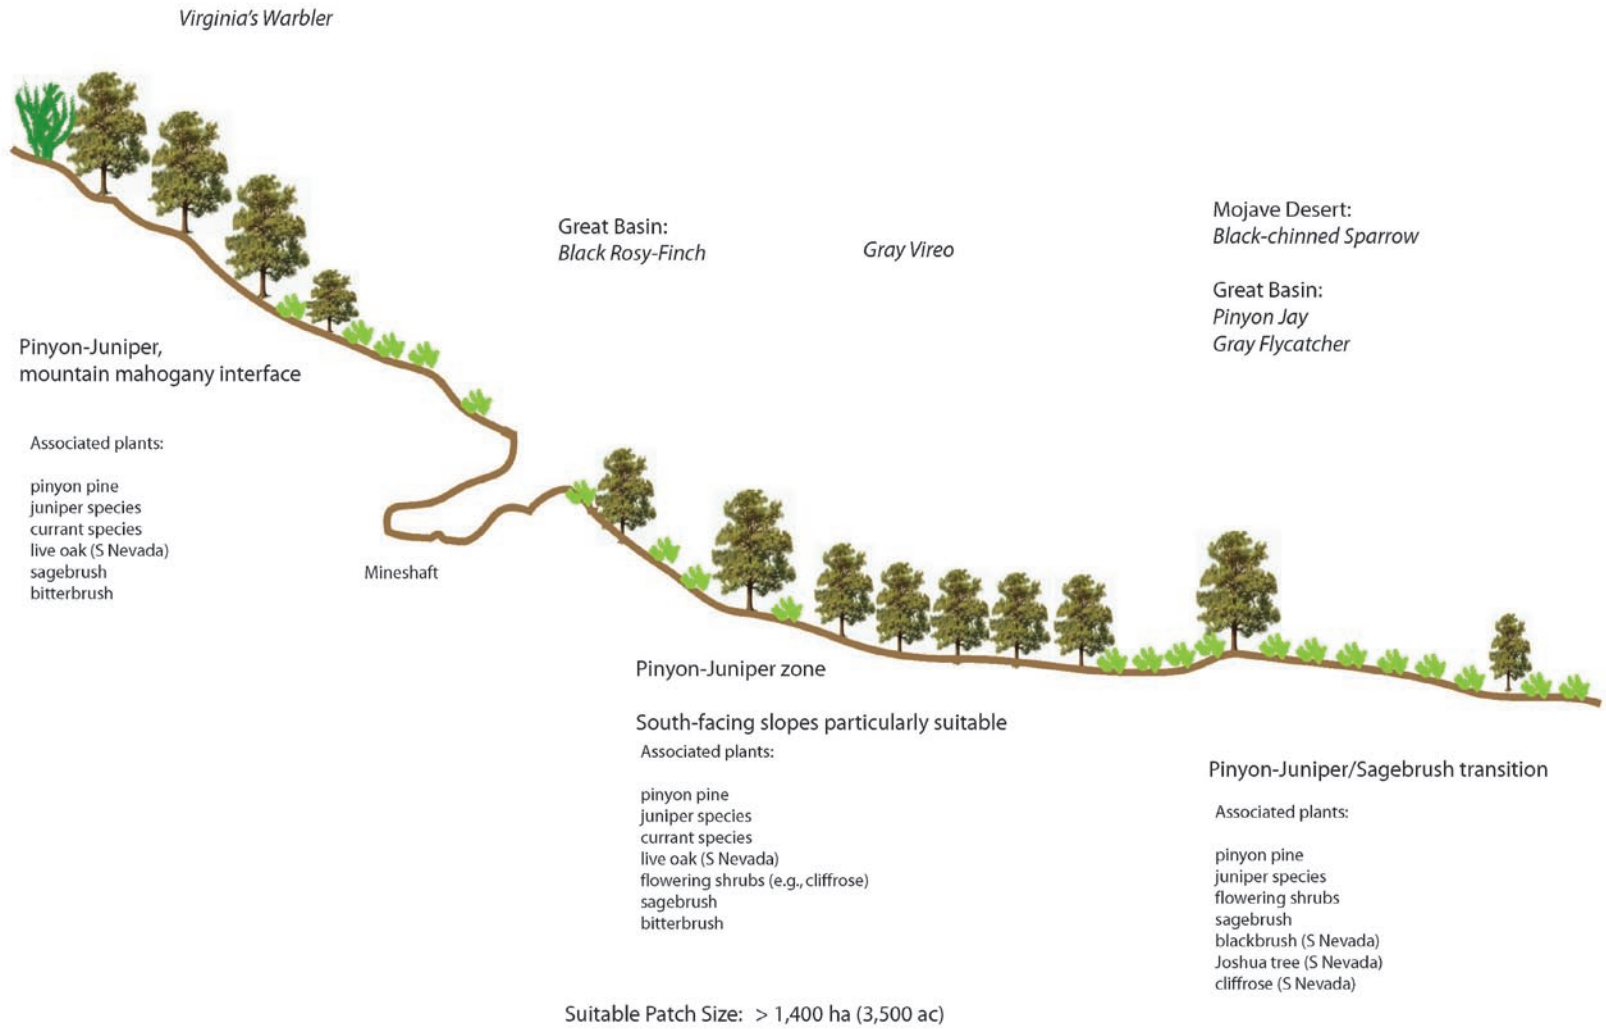 Virginia's Warbler
Great Basin:
Black Rosy-Finch
Gray Vireo
Mojave Desert:
Black-chinned Sparrow
Great Basin:
Pinyon Jay
Gray Flycatcher
Pinyon-Juniper,
mountain mahogany interface
Associated plants:
pinyon pine
juniper species
currant species
live oak (S Nevada)
sagebrush
bitterbrush
Mineshaft
Pinyon-Juniper zone
South-facing slopes particularly suitable
Associated plants:
pinyon pine
juniper species
currant species
live oak (S Nevada)
flowering shrubs (e.g., cliffrose)
sagebrush
bitterbrush
Pinyon-Juniper/Sagebrush transition
Associated plants:
pinyon pine
juniper species
flowering shrubs
sagebrush
blackbrush (S Nevada)
Joshua tree (S Nevada)
cliffrose (S Nevada)
Suitable Patch Size: > 1,400 ha (3,500 ac)